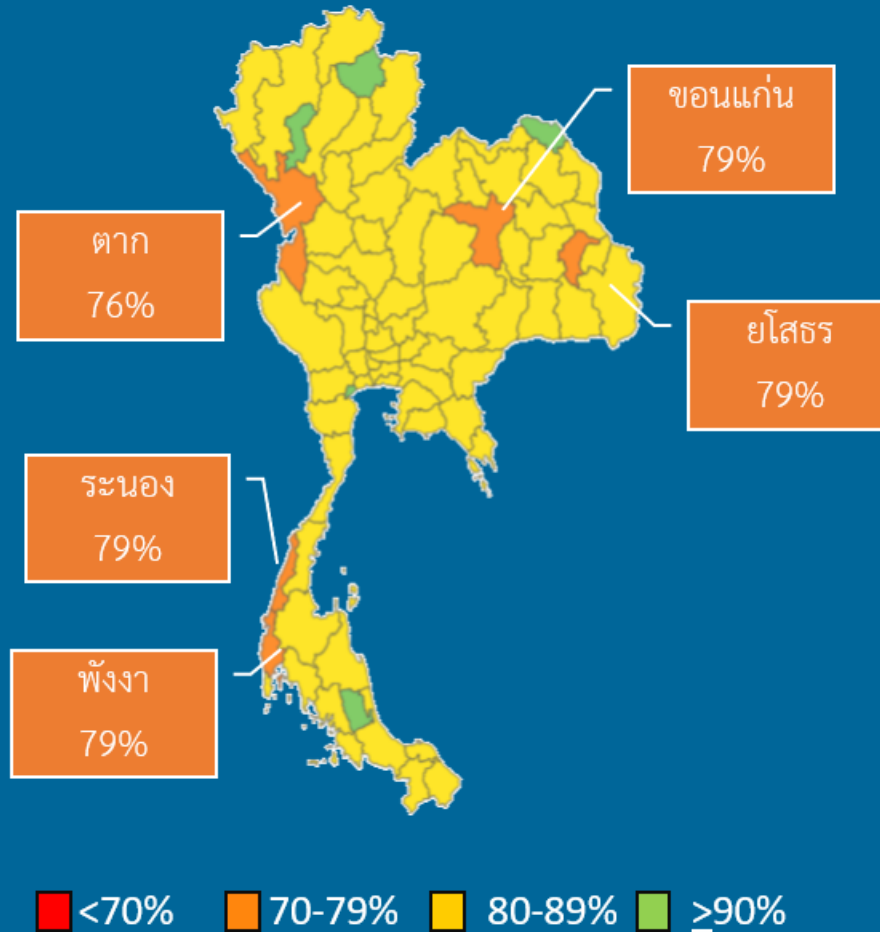 ขอนแก่น
79%
ตาก
76%
ยโสธร
79%
ระนอง
79%
พังงา
79%
<70%
70-79%
80-89%
≥90%